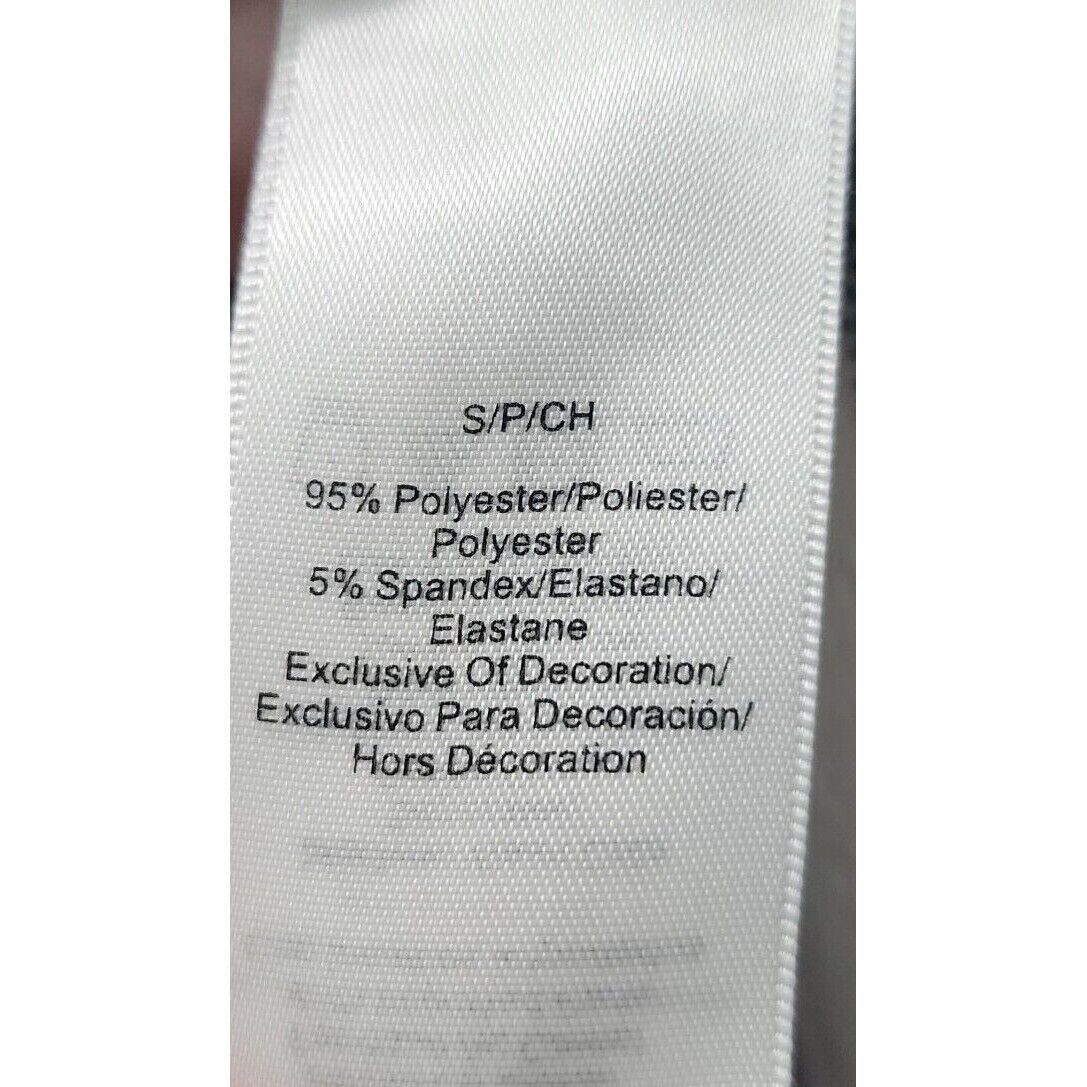 S/P/CH
95% Polyester/Poliester/
Polyester
5% Spandex/Elastano/
Elastane
Exclusive Of Decoration/
Exclusivo Para Decoración/
Hors Décoration